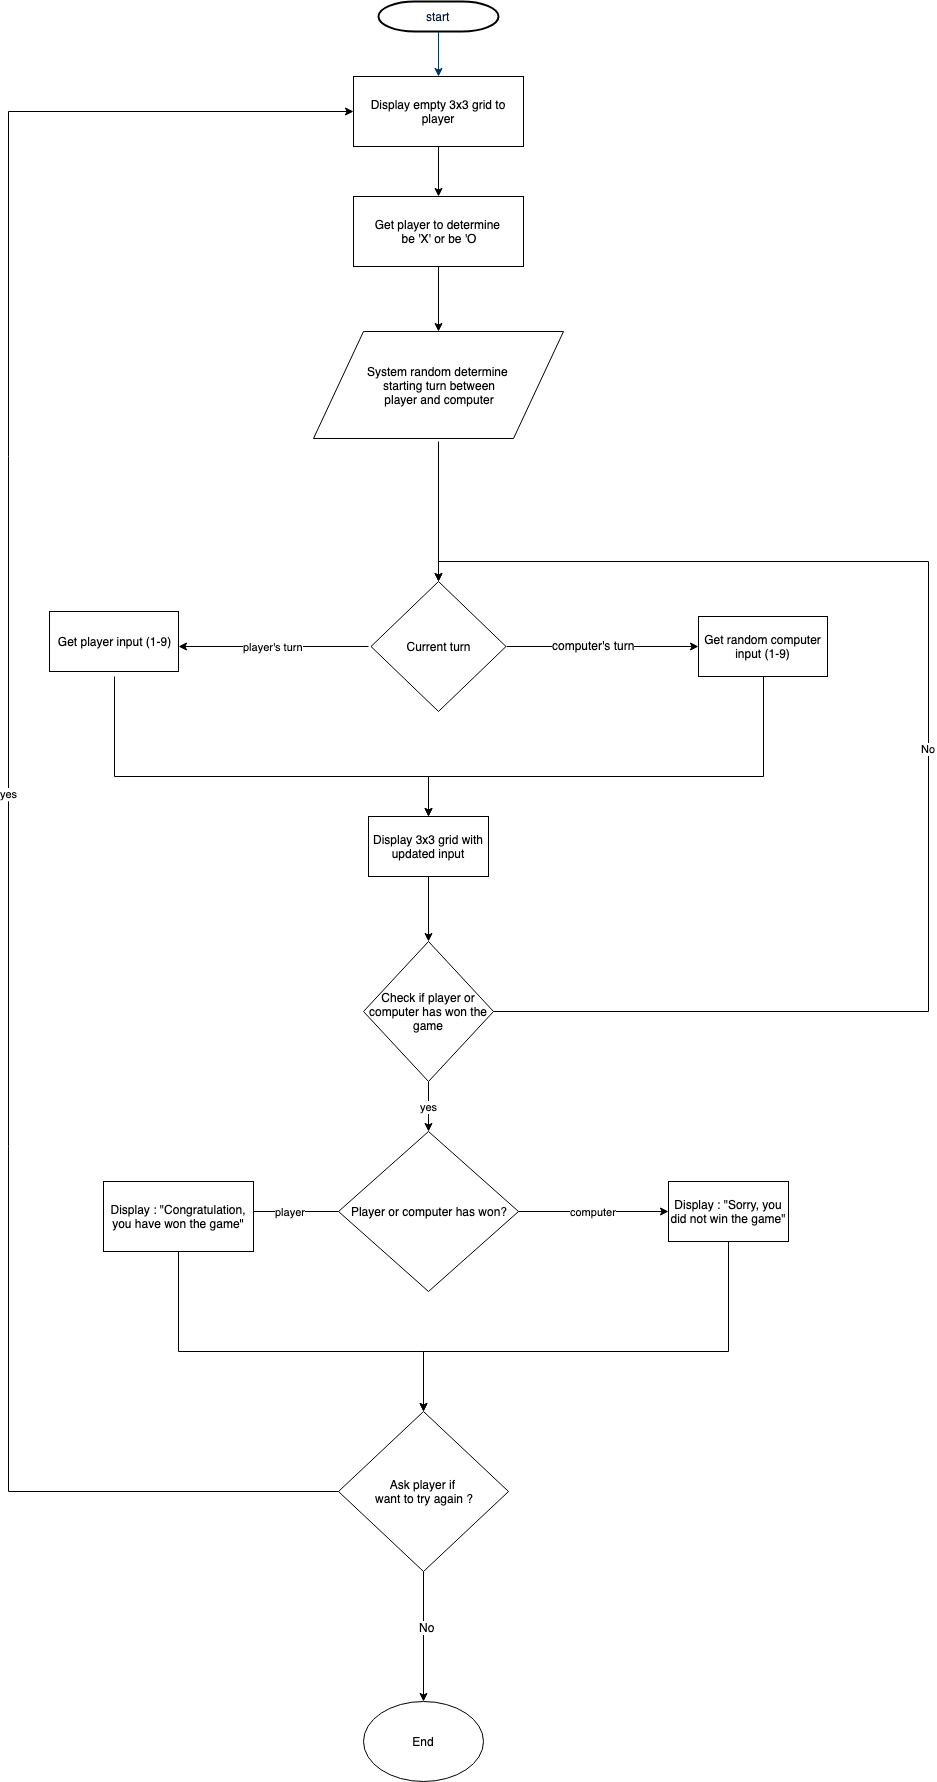 start
Display empty 3x3 grid to
player
Get player to determine
be 'X' or be 'O
System random determine
starting turn between
player and computer
Get player input (1-9)
player's turn
Current turn
computer's turn
Get random computer
input (1-9)
No
yes
Display 3x3 grid with
updated input
Check if player or
computer has won the
game
yes
Display : "Congratulation,
you have won the game"
player
Player or computer has won?
computer
Display : "Sorry, you
did not win the game"
Ask player if
want to try again ?
No
End